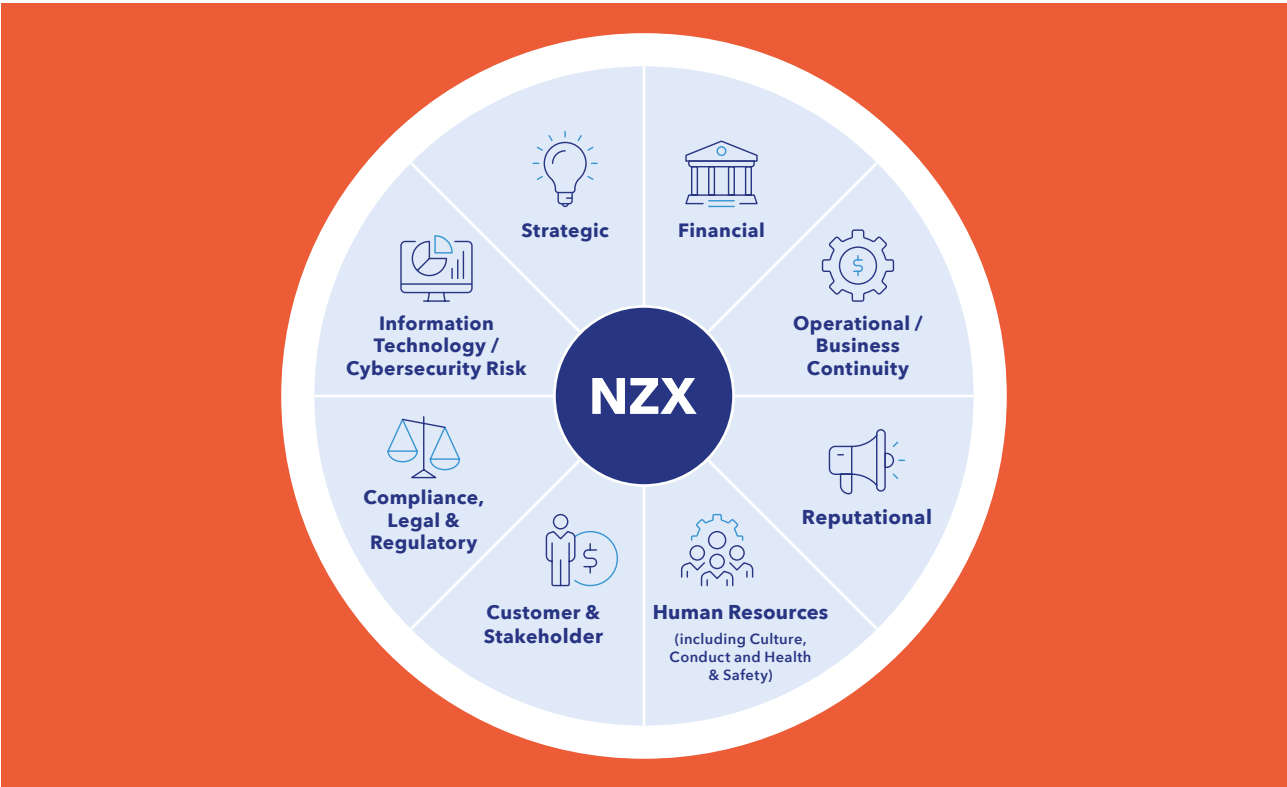 Strategic
Financial
Information
Technology /
Cybersecurity Risk
Operational /
Business
Continuity
NZX
Compliance,
Legal &
Regulatory
Reputational
Customer &
Stakeholder
Human Resources
(including Culture,
Conduct and Health
& Safety)
$
$